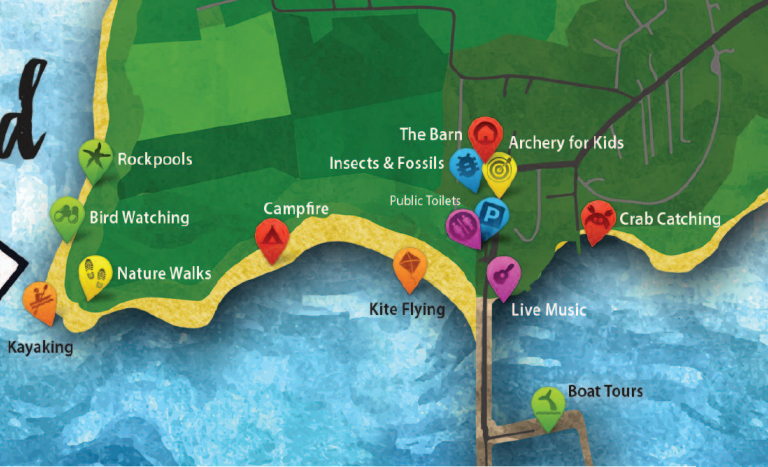 d
The Barn
Archery for Kids
Rockpools
Insects & Fossils
Public Toilets
P
Bird Watching
Campfire
Crab Catching
Nature Walks
Kite Flying
Live Music
Kayaking
Boat Tours